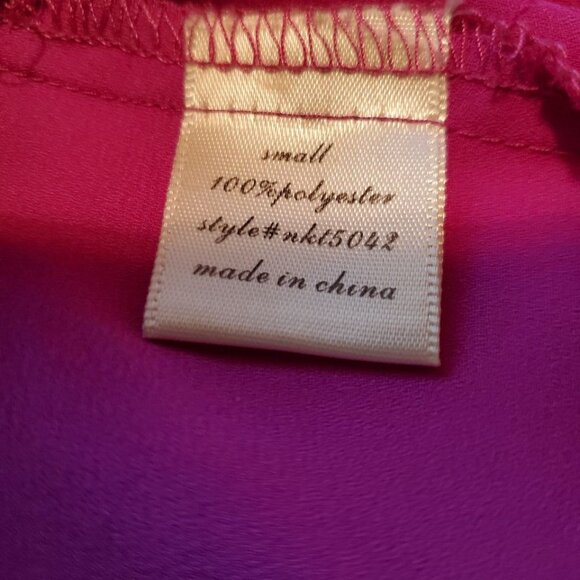 small
100%polyester
style#nkt5042
made in china